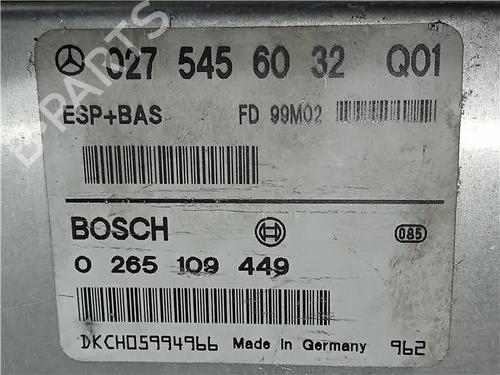 027 545 60 32 Q01
ESP+BAS FD 99M02
BOSCH 085
0 265 109 449
DKCH05994966 Made in Germany 962
B-PARTS